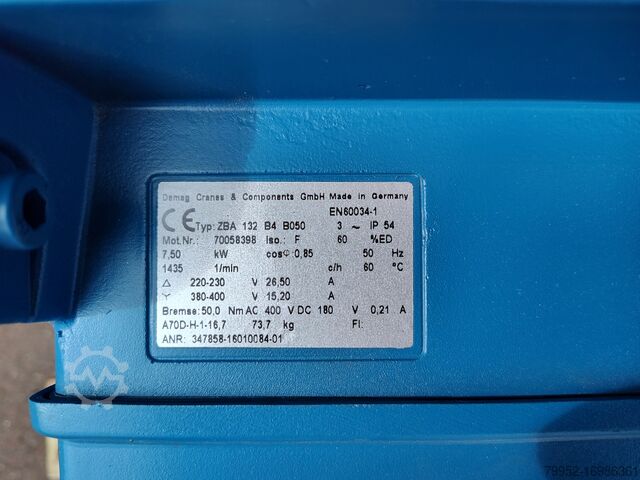 Demag Cranes & Components GmbH Made in Germany
EN60034-1
CE Typ: ZBA 132 B4 B050 3 ~ IP 54
Mot.Nr.: 70058398 Iso.: F 60 %ED
7,50 kW cosφ 0,85 50 Hz
1435 1/min c/h 60 °C
△ 220-230 V 26,50 A
Y 380-400 V 15,20 A
Bremse: 50,0 Nm AC 400 V DC 180 V 0,21 A
A70D-H-1-16,7 73,7 kg FI:
ANR: 347858-16010084-01
79952-16986361